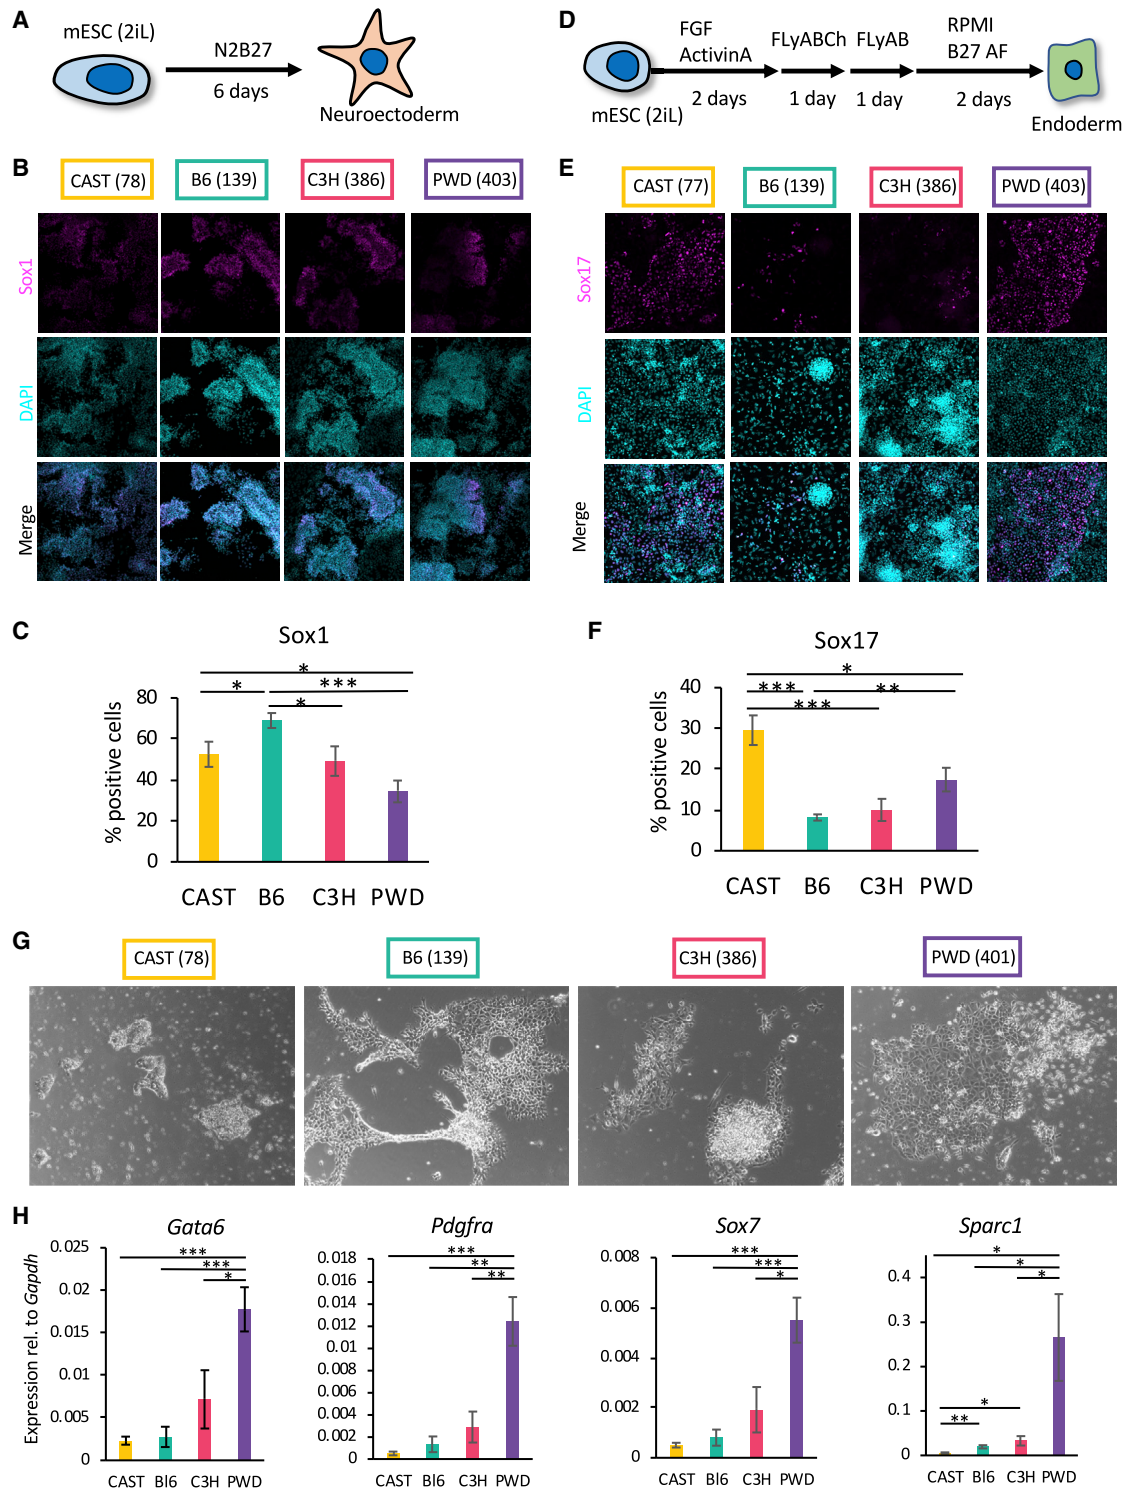 A
mESC (2iL)
N2B27
6 days
Neuroectoderm
D
FGF
ActivinA
FLyABCh
FLyAB
RPMI
B27 AF
2 days
1 day
1 day
2 days
mESC (2iL)
Endoderm
B
CAST (78)
B6 (139)
C3H (386)
PWD (403)
Sox1
DAPI
Merge
E
CAST (77)
B6 (139)
C3H (386)
PWD (403)
Sox17
DAPI
Merge
C
Sox1
*
* ***
*
% positive cells
80
60
40
20
0
CAST B6 C3H PWD
F
Sox17
*
*** **
***
% positive cells
40
30
20
10
0
CAST B6 C3H PWD
G
CAST (78)
B6 (139)
C3H (386)
PWD (401)
H
Expression rel. to Gapdh
Gata6
***
***
*
0.025
0.02
0.015
0.01
0.005
0
CAST Bl6 C3H PWD
Pdgfra
***
**
**
0.018
0.016
0.014
0.012
0.010
0.008
0.006
0.004
0.002
0
CAST Bl6 C3H PWD
Sox7
***
***
*
0.008
0.006
0.004
0.002
0
CAST Bl6 C3H PWD
Sparc1
*
*
*
*
**
0.4
0.3
0.2
0.1
0
CAST Bl6 C3H PWD